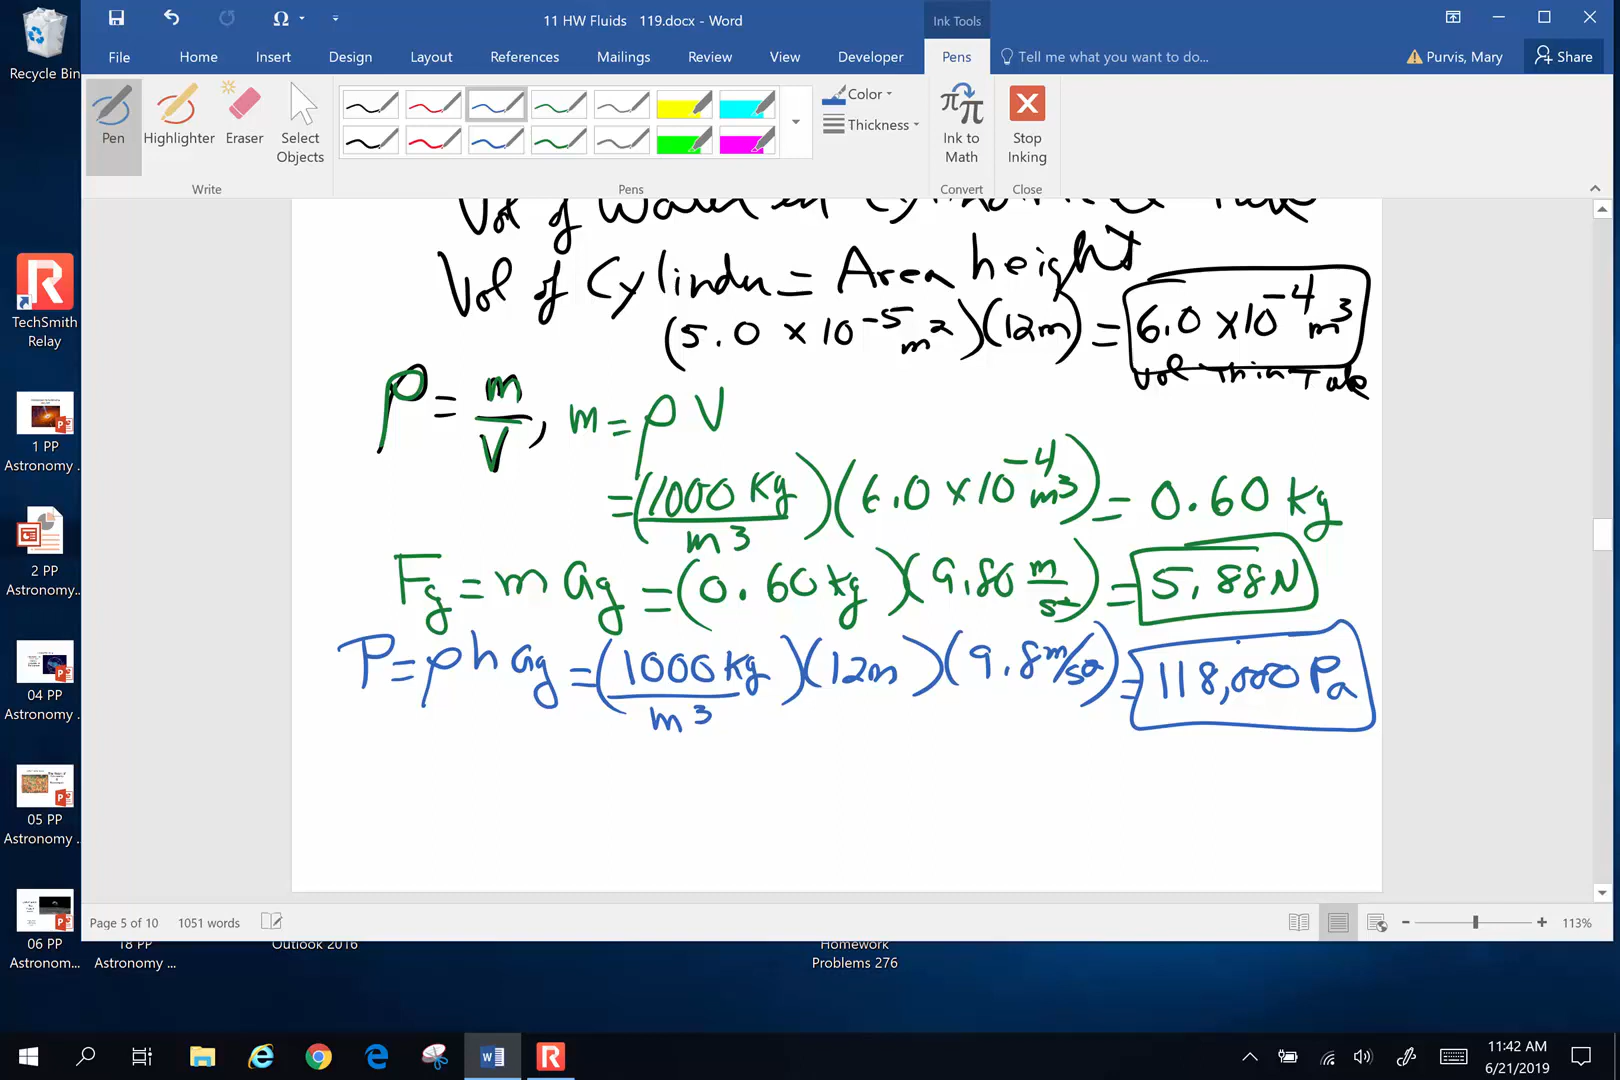 Recycle Bin
11 HW Fluids 119.docx - Word
Ink Tools
File Home Insert Design Layout References Mailings Review View Developer Pens Tell me what you want to do... Purvis, Mary Share
Pen Highlighter Eraser Select Objects
Color
Thickness
Ink to Math
Stop Inking
Write Pens Convert Close
Vol of Water in Cylindrical Tube
Vol of Cylinder = Area height
(5.0 × 10⁻⁵ m²)(12m) = 6.0 × 10⁻⁴ m³
Vol Thin Tube
ρ = m/V, m = ρ V
= (1000 Kg/m³)(6.0 × 10⁻⁴ m³) = 0.60 kg
Fg = m ag = (0.60 kg)(9.80 m/s²) = 5.88 N
P = ρ h ag = (1000 kg/m³)(12m)(9.8 m/s²) = 118,000 Pa
TechSmith Relay
1 PP Astronomy ...
2 PP Astronomy...
04 PP Astronomy ...
05 PP Astronomy ...
06 PP Astronom...
18 PP Astronomy ...
Page 5 of 10 1051 words
113%
Outlook 2016
Homework Problems 276
11:42 AM
6/21/2019